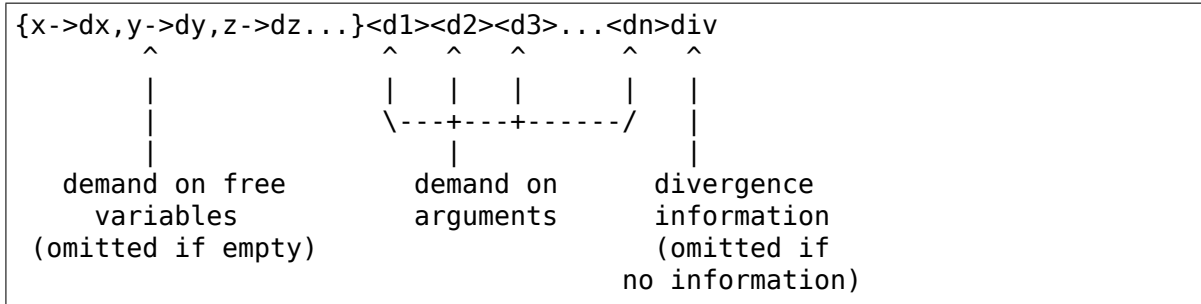 {x->dx,y->dy,z->dz...}<d1><d2><d3>...<dn>div
            ^                  ^   ^   ^       ^   ^
            |                  |   |   |       |   |
            |                  \---+---+------/   |
            |                      |               |
   demand on free        demand on      divergence
     variables           arguments      information
 (omitted if empty)                     (omitted if
                                      no information)